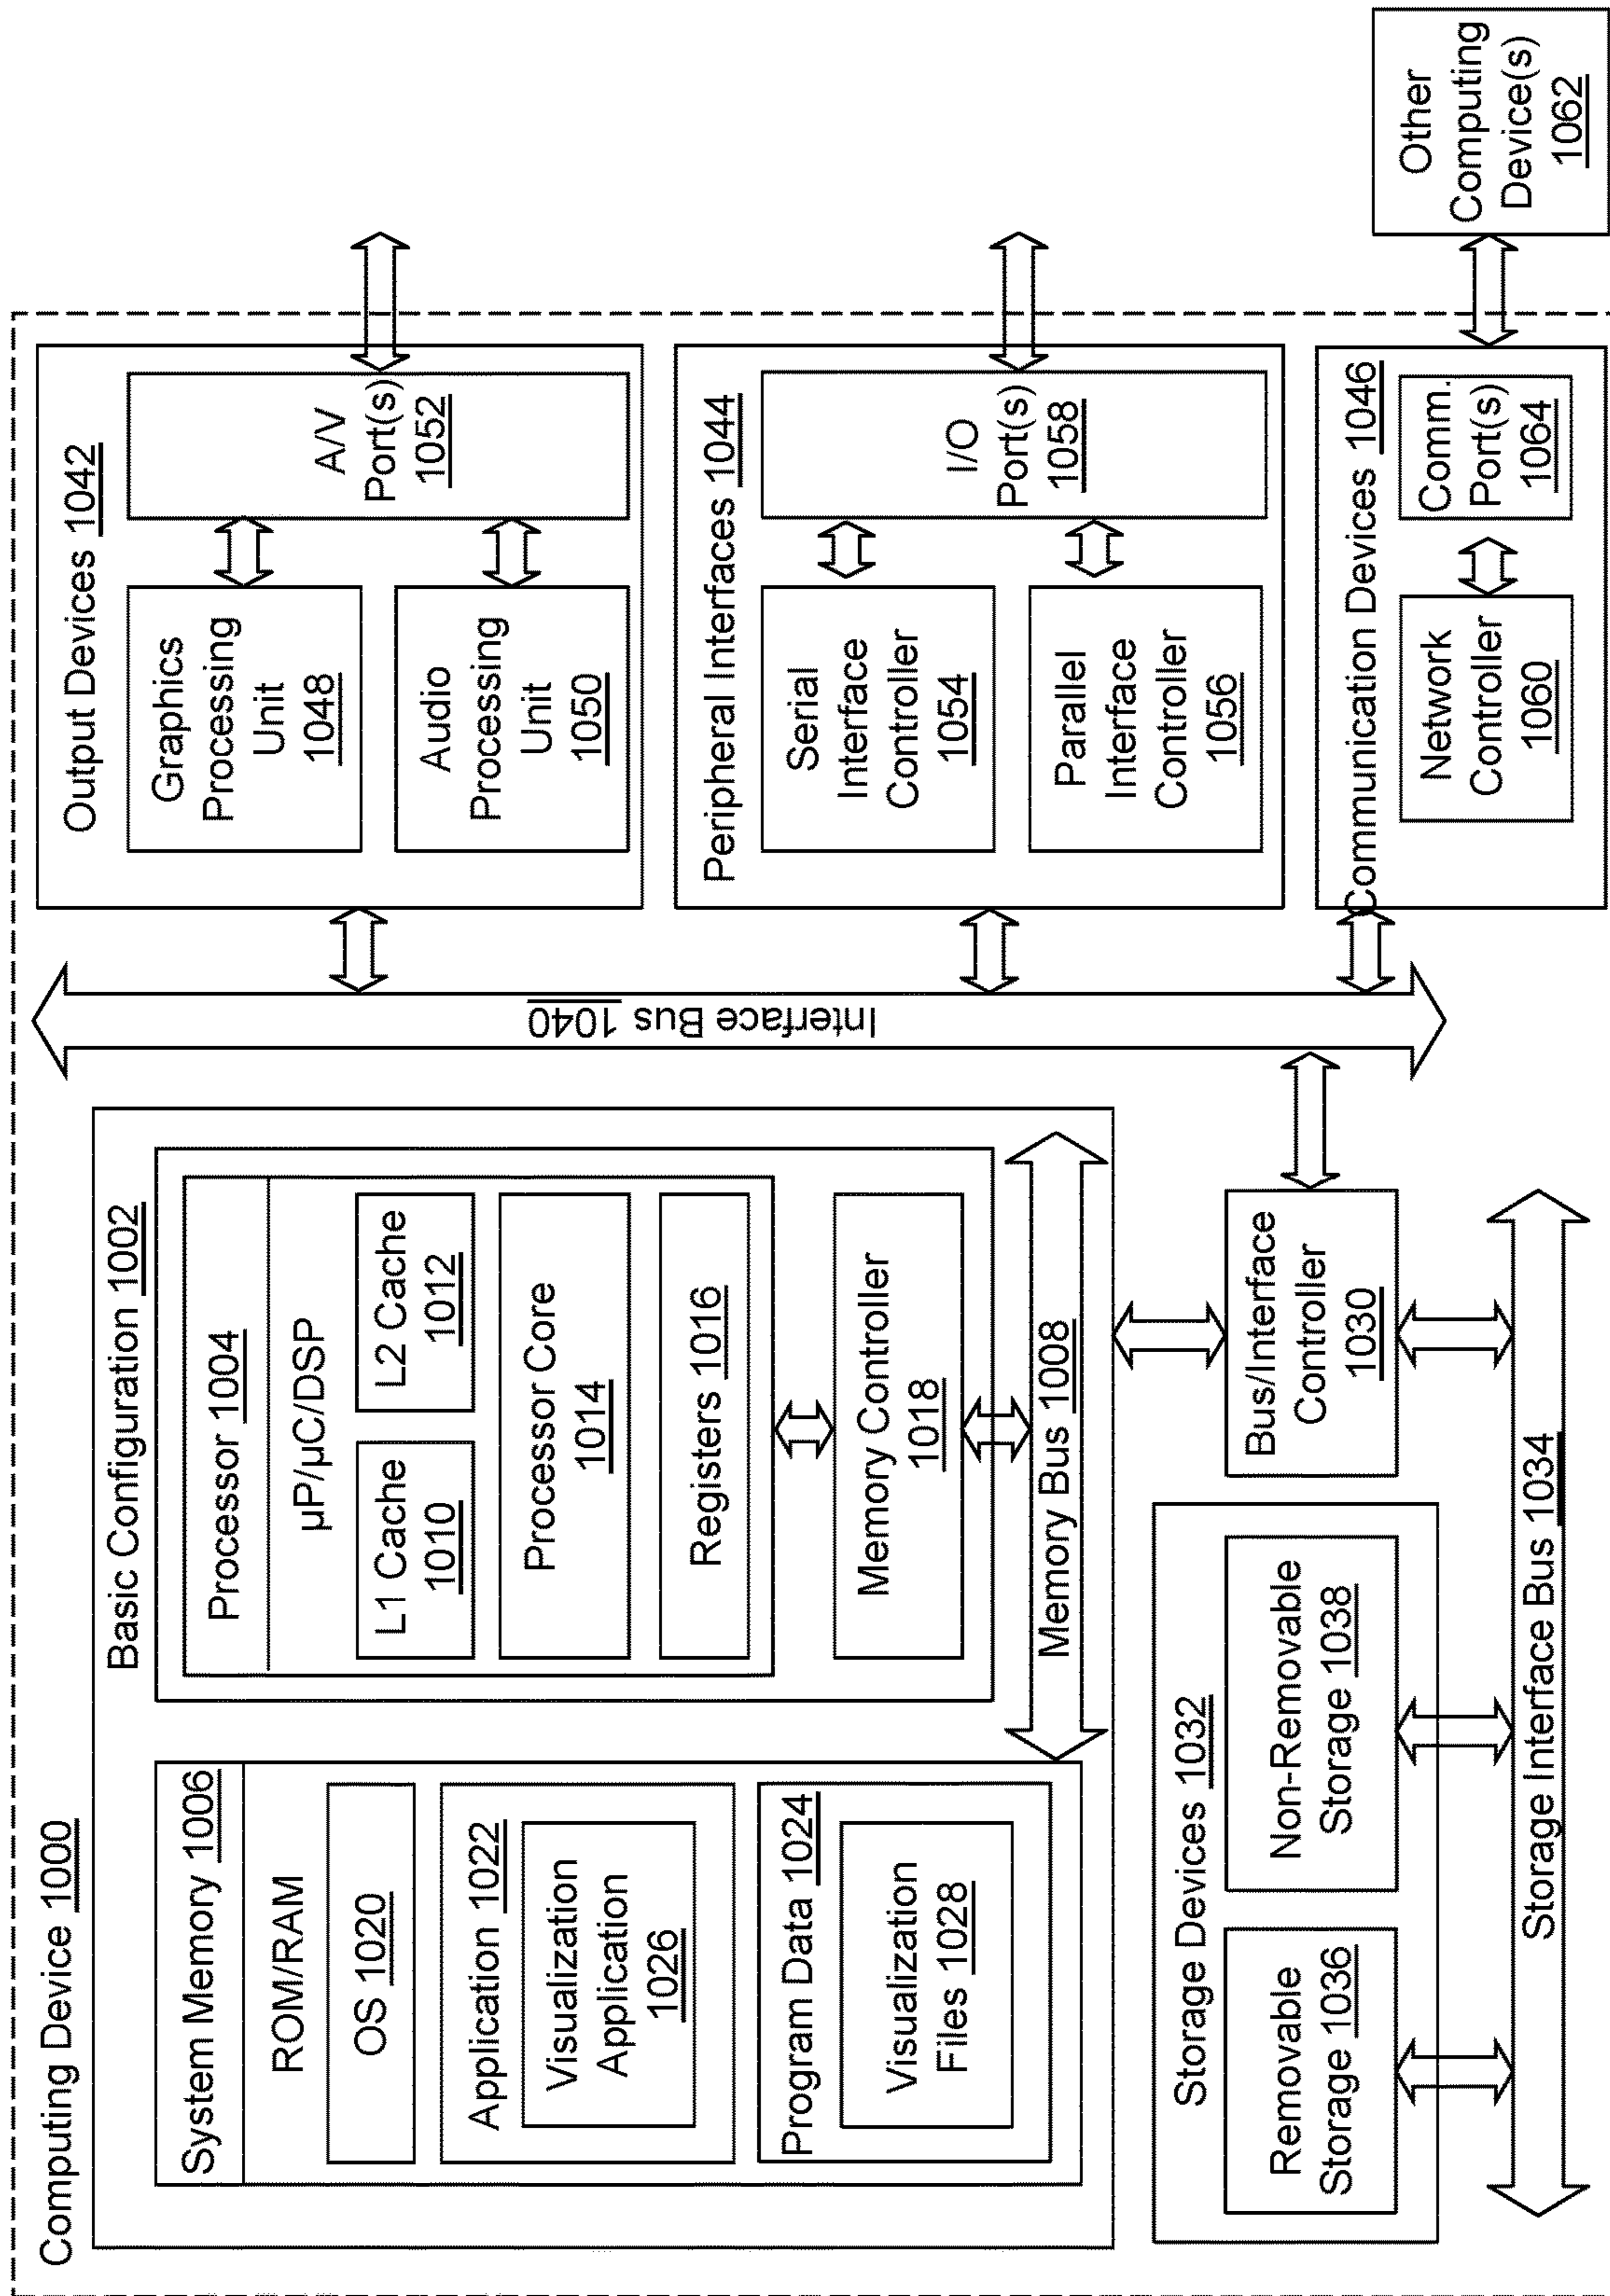 Computing Device 1000
Basic Configuration 1002
System Memory 1006
ROM/RAM
OS 1020
Application 1022
Visualization
Application
1026
Program Data 1024
Visualization
Files 1028
Processor 1004
µP/µC/DSP
L1 Cache
1010
L2 Cache
1012
Processor Core
1014
Registers 1016
Memory Controller
1018
Memory Bus 1008
Storage Devices 1032
Removable
Storage 1036
Non-Removable
Storage 1038
Bus/Interface
Controller
1030
Storage Interface Bus 1034
Interface Bus 1040
Output Devices 1042
Graphics
Processing
Unit
1048
Audio
Processing
Unit
1050
A/V
Port(s)
1052
Peripheral Interfaces 1044
Serial
Interface
Controller
1054
Parallel
Interface
Controller
1056
I/O
Port(s)
1058
Communication Devices 1046
Network
Controller
1060
Comm.
Port(s)
1064
Other
Computing
Device(s)
1062